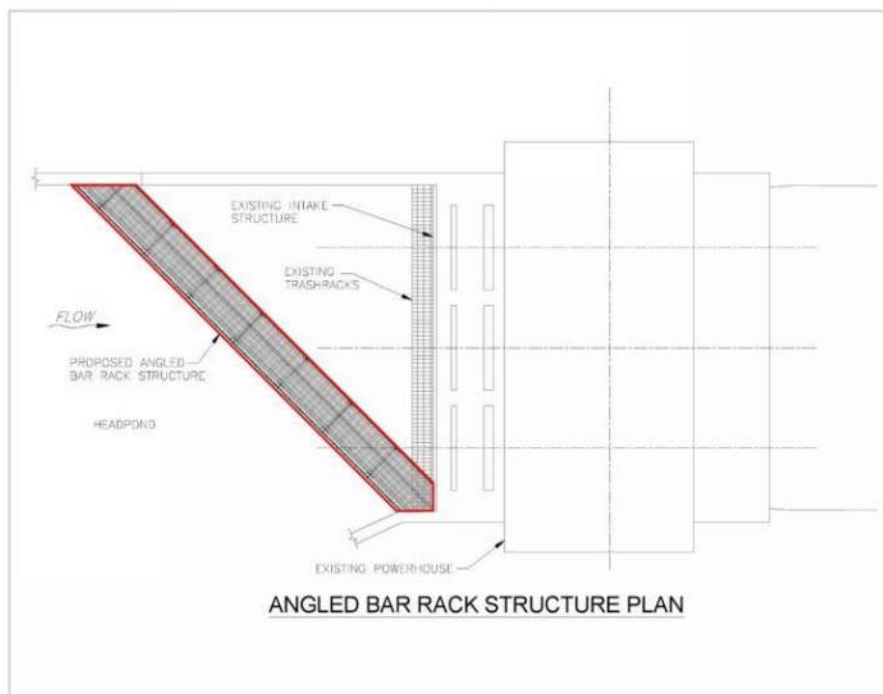 EXISTING INTAKE
STRUCTURE
EXISTING
TRASHRACKS
FLOW
PROPOSED ANGLED
BAR RACK STRUCTURE
HEADPOND
EXISTING POWERHOUSE
ANGLED BAR RACK STRUCTURE PLAN